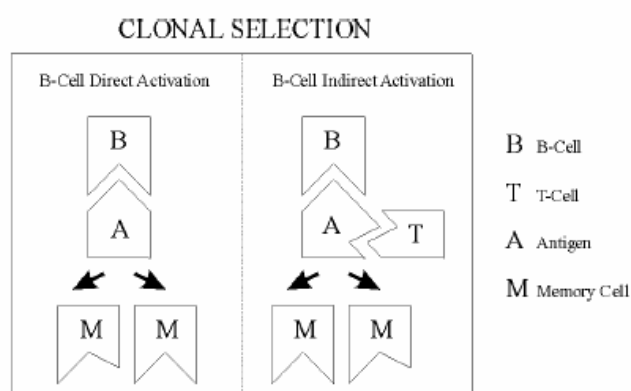 CLONAL SELECTION
B-Cell Direct Activation
B-Cell Indirect Activation
B
A
M M
B
A T
M M
B B-Cell
T T-Cell
A Antigen
M Memory Cell